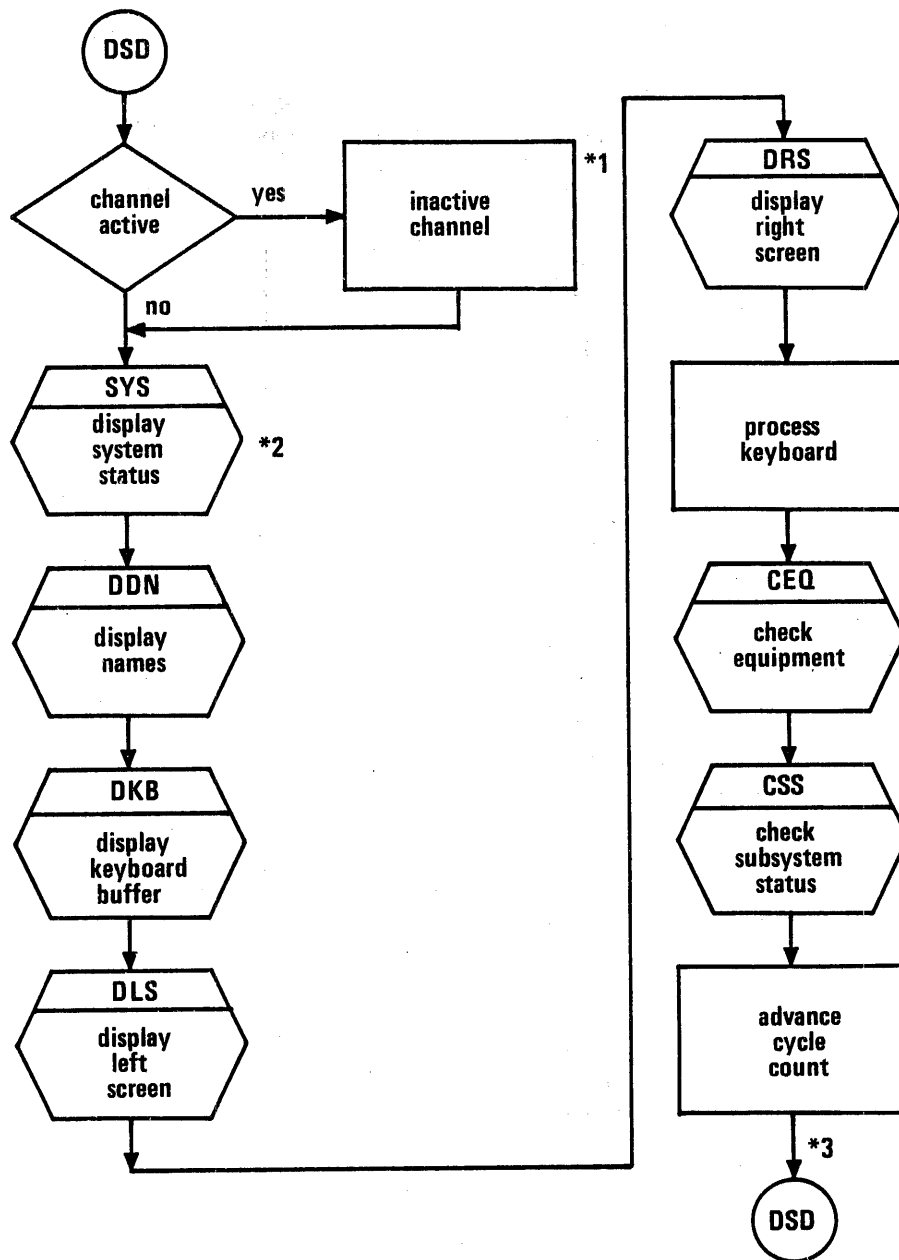 DSD
channel
active
yes
inactive
channel
*1
no
SYS
display
system
status
*2
DDN
display
names
DKB
display
keyboard
buffer
DLS
display
left
screen
DRS
display
right
screen
process
keyboard
CEQ
check
equipment
CSS
check
subsystem
status
advance
cycle
count
*3
DSD